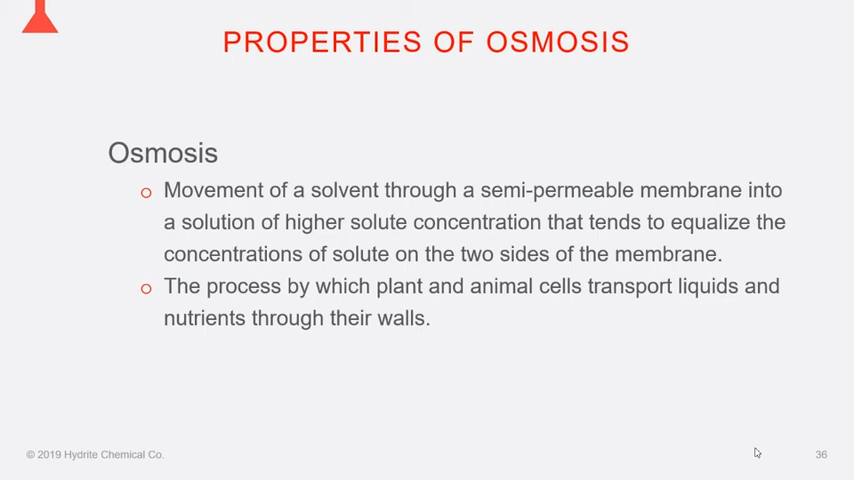 PROPERTIES OF OSMOSIS
Osmosis
Movement of a solvent through a semi-permeable membrane into
a solution of higher solute concentration that tends to equalize the
concentrations of solute on the two sides of the membrane.
The process by which plant and animal cells transport liquids and
nutrients through their walls.
© 2019 Hydrite Chemical Co.
36